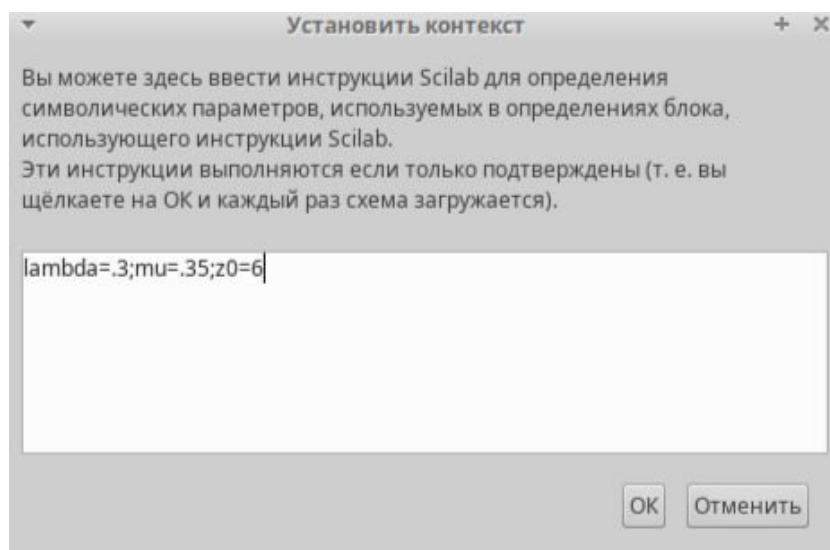 Установить контекст
Вы можете здесь ввести инструкции Scilab для определения
символических параметров, используемых в определениях блока,
использующего инструкции Scilab.
Эти инструкции выполняются если только подтверждены (т. е. вы
щёлкаете на ОК и каждый раз схема загружается).
lambda=.3;mu=.35;z0=6
ОК Отменить